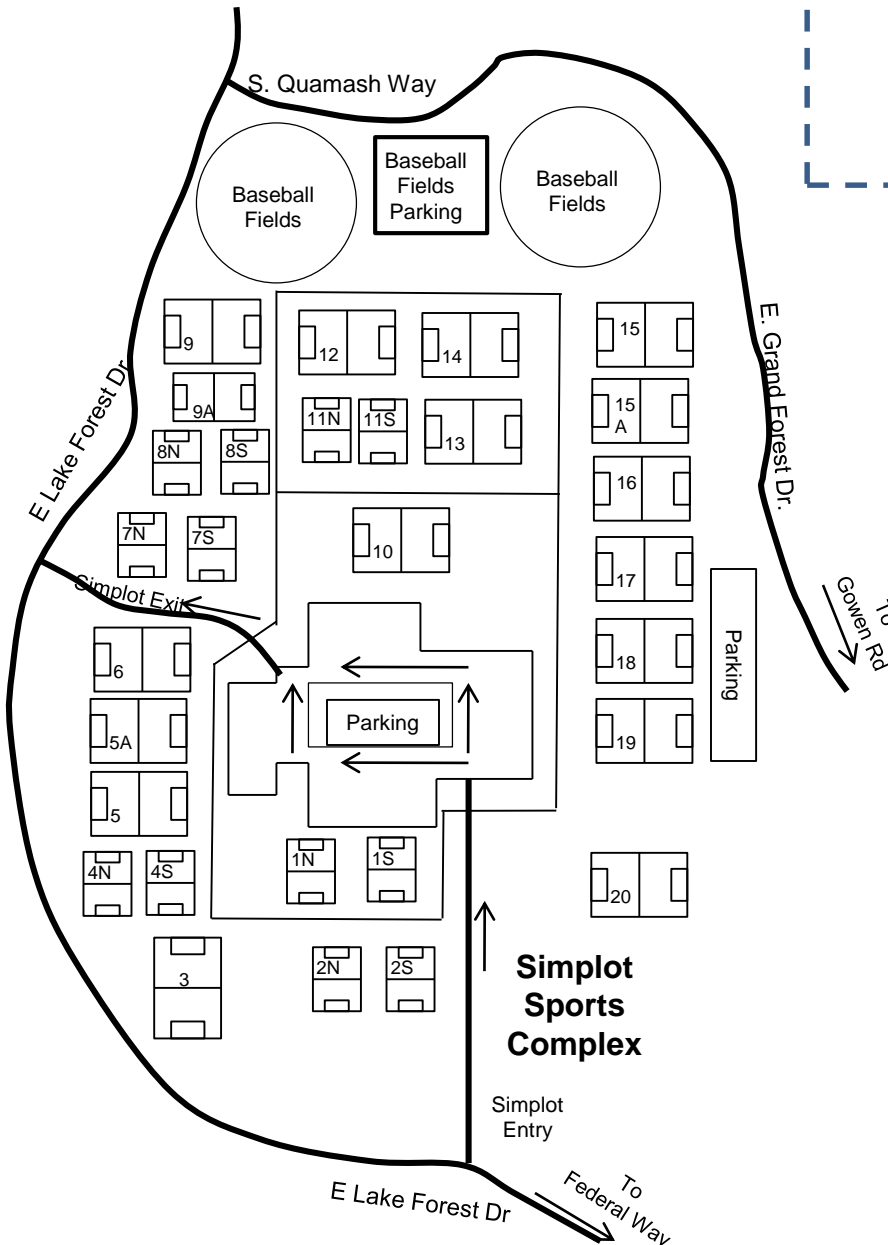 S. Quamash Way
Baseball
Fields
Baseball
Fields
Parking
Baseball
Fields
E. Grand Forest Dr.
E Lake Forest Dr.
9
12
14
15
9A
11N
11S
13
15
A
8N
8S
16
7N
7S
10
17
Simplot Exit
To
Gowen Rd
6
18
Parking
5A
Parking
19
5
4N
4S
1N
1S
20
3
2N
2S
Simplot
Sports
Complex
Simplot
Entry
E Lake Forest Dr
To
Federal Way